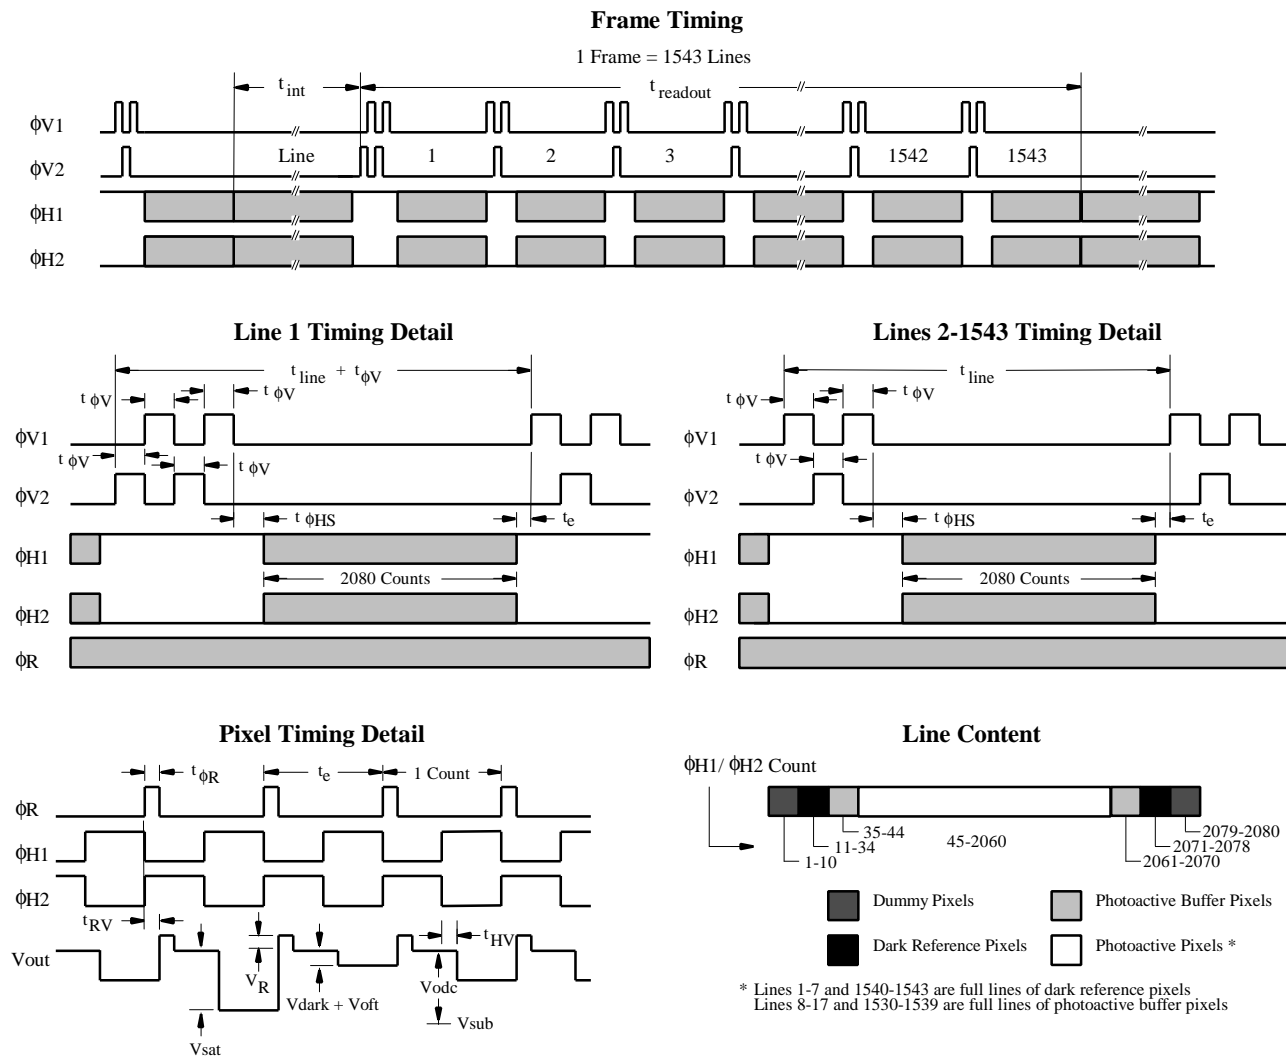 Frame Timing
1 Frame = 1543 Lines
t int
t readout
ϕV1
ϕV2 Line 1 2 3 1542 1543
ϕH1
ϕH2
Line 1 Timing Detail
t line + t ϕV
t ϕV t ϕV
ϕV1
t ϕV t ϕV
ϕV2
t ϕHS t e
ϕH1
2080 Counts
ϕH2
ϕR
Lines 2-1543 Timing Detail
t line
t ϕV t ϕV
ϕV1
t ϕV
ϕV2
t ϕHS t e
ϕH1
2080 Counts
ϕH2
ϕR
Pixel Timing Detail
t ϕR t e 1 Count
ϕR
ϕH1
ϕH2
t RV t HV
Vout
V R
Vdark + Voft
Vodc
Vsub
Vsat
Line Content
ϕH1/ ϕH2 Count
35-44
45-2060
2079-2080
11-34
2071-2078
1-10
2061-2070
Dummy Pixels
Photoactive Buffer Pixels
Dark Reference Pixels
Photoactive Pixels *
* Lines 1-7 and 1540-1543 are full lines of dark reference pixels
Lines 8-17 and 1530-1539 are full lines of photoactive buffer pixels